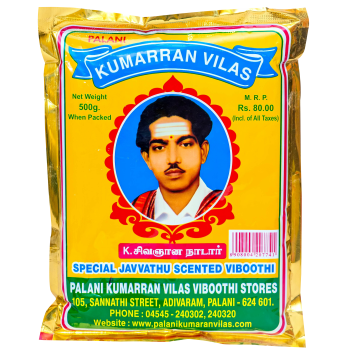 PALANI
KUMARRAN VILAS
Net Weight
500g.
When Packed
M. R. P.
Rs. 80.00
(Incl. of All Taxes)
K. சிவஞான நாடார்
SPECIAL JAVVATHU SCENTED VIBOOTHI
PALANI KUMARRAN VILAS VIBOOTHI STORES
105, SANNATHI STREET, ADIVARAM, PALANI - 624 601.
PHONE : 04545 - 240302, 240320
Website : www.palanikumaranvilas.com